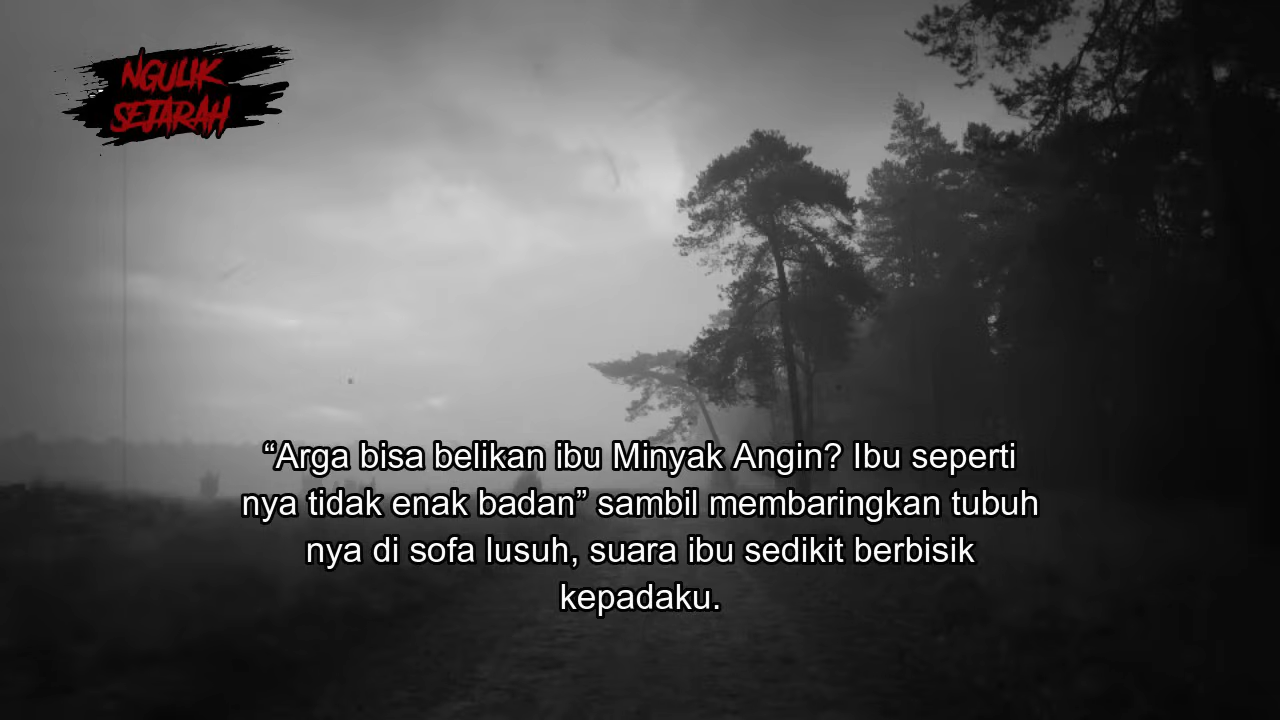 NGULIK
SEJARAH
“Arga bisa belikan ibu Minyak Angin? Ibu seperti
nya tidak enak badan” sambil membaringkan tubuh
nya di sofa lusuh, suara ibu sedikit berbisik
kepadaku.